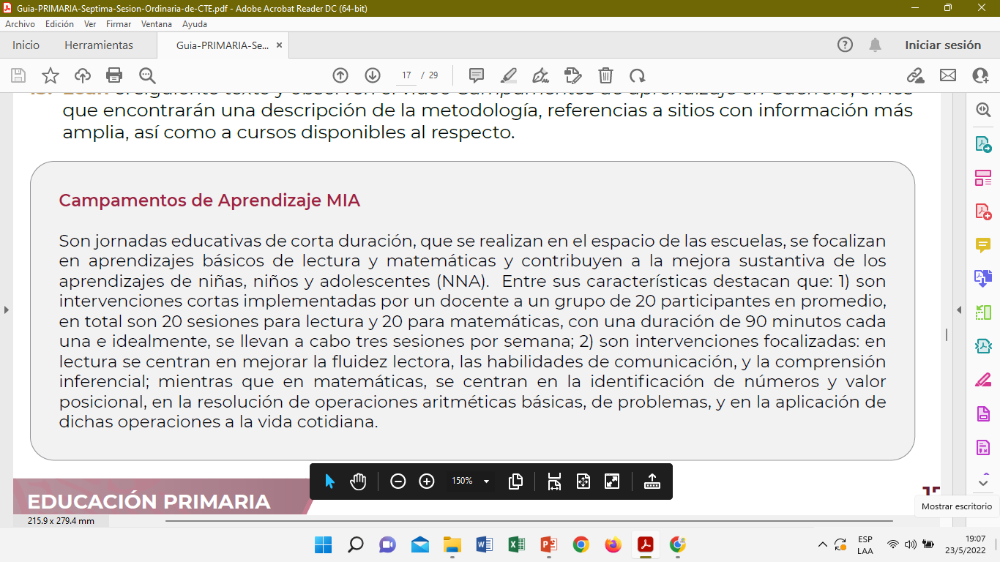 Guia-PRIMARIA-Septima-Sesion-Ordinaria-de-CTE.pdf - Adobe Acrobat Reader DC (64-bit)
Archivo Edición Ver Firmar Ventana Ayuda
Inicio Herramientas Guia-PRIMARIA-Se... × Iniciar sesión
17 / 29
el siguiente texto y observen el video Campamentos de aprendizaje en Guerrero, en los
que encontrarán una descripción de la metodología, referencias a sitios con información más
amplia, así como a cursos disponibles al respecto.
Campamentos de Aprendizaje MIA
Son jornadas educativas de corta duración, que se realizan en el espacio de las escuelas, se focalizan
en aprendizajes básicos de lectura y matemáticas y contribuyen a la mejora sustantiva de los
aprendizajes de niñas, niños y adolescentes (NNA). Entre sus características destacan que: 1) son
intervenciones cortas implementadas por un docente a un grupo de 20 participantes en promedio,
en total son 20 sesiones para lectura y 20 para matemáticas, con una duración de 90 minutos cada
una e idealmente, se llevan a cabo tres sesiones por semana; 2) son intervenciones focalizadas: en
lectura se centran en mejorar la fluidez lectora, las habilidades de comunicación, y la comprensión
inferencial; mientras que en matemáticas, se centran en la identificación de números y valor
posicional, en la resolución de operaciones aritméticas básicas, de problemas, y en la aplicación de
dichas operaciones a la vida cotidiana.
150%
EDUCACIÓN PRIMARIA
Mostrar escritorio
215.9 x 279.4 mm
ESP
LAA
19:07
23/5/2022